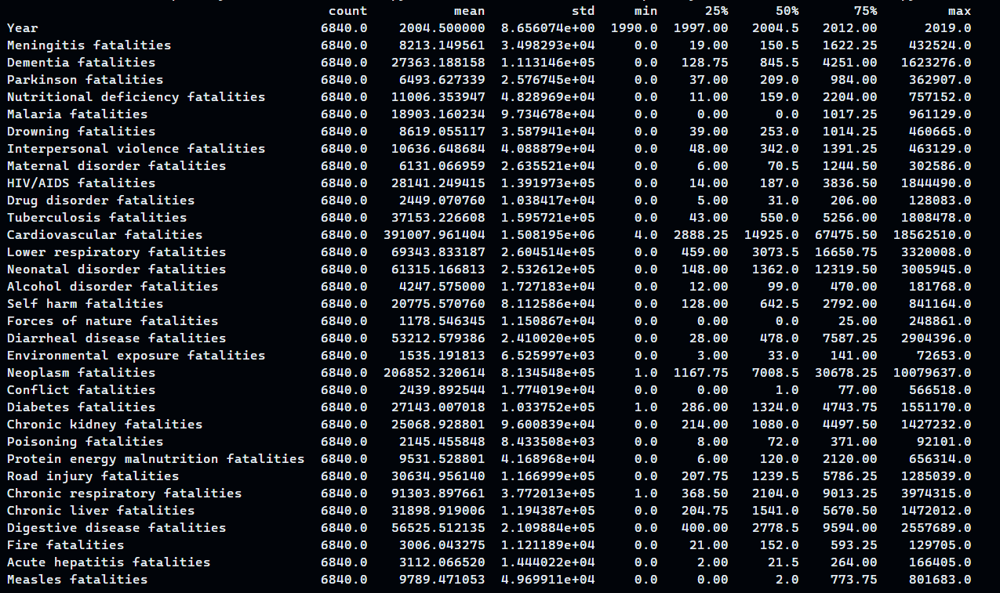 count mean std min 25% 50% 75% max
Year 6840.0 2004.500000 8.656074e+00 1990.0 1997.00 2004.5 2012.00 2019.0
Meningitis fatalities 6840.0 8213.149561 3.498293e+04 0.0 19.00 150.5 1622.25 432524.0
Dementia fatalities 6840.0 27363.188158 1.113146e+05 0.0 128.75 845.5 4251.00 1623276.0
Parkinson fatalities 6840.0 6493.627339 2.576745e+04 0.0 37.00 209.0 984.00 362907.0
Nutritional deficiency fatalities 6840.0 11006.353947 4.828969e+04 0.0 11.00 159.0 2204.00 757152.0
Malaria fatalities 6840.0 18903.160234 9.734678e+04 0.0 0.00 0.0 1017.25 961129.0
Drowning fatalities 6840.0 8619.055117 3.587941e+04 0.0 39.00 253.0 1014.25 460665.0
Interpersonal violence fatalities 6840.0 10636.648684 4.088879e+04 0.0 48.00 342.0 1391.25 463129.0
Maternal disorder fatalities 6840.0 6131.066959 2.635521e+04 0.0 6.00 70.5 1244.50 302586.0
HIV/AIDS fatalities 6840.0 28141.249415 1.391973e+05 0.0 14.00 187.0 3836.50 1844490.0
Drug disorder fatalities 6840.0 2449.070760 1.038417e+04 0.0 5.00 31.0 206.00 128083.0
Tuberculosis fatalities 6840.0 37153.226608 1.595721e+05 0.0 43.00 550.0 5256.00 1808478.0
Cardiovascular fatalities 6840.0 391007.961404 1.508195e+06 4.0 2888.25 14925.0 67475.50 18562510.0
Lower respiratory fatalities 6840.0 69343.833187 2.604514e+05 0.0 459.00 3073.5 16650.75 3320008.0
Neonatal disorder fatalities 6840.0 61315.166813 2.532612e+05 0.0 148.00 1362.0 12319.50 3005945.0
Alcohol disorder fatalities 6840.0 4247.575000 1.727183e+04 0.0 12.00 99.0 470.00 181768.0
Self harm fatalities 6840.0 20775.570760 8.112586e+04 0.0 128.00 642.5 2792.00 841164.0
Forces of nature fatalities 6840.0 1178.546345 1.150867e+04 0.0 0.00 0.0 25.00 248861.0
Diarrheal disease fatalities 6840.0 53212.579386 2.410020e+05 0.0 28.00 478.0 7587.25 2904396.0
Environmental exposure fatalities 6840.0 1535.191813 6.525997e+03 0.0 3.00 33.0 141.00 72653.0
Neoplasm fatalities 6840.0 206852.320614 8.134548e+05 1.0 1167.75 7008.5 30678.25 10079637.0
Conflict fatalities 6840.0 2439.892544 1.774019e+04 0.0 0.00 1.0 77.00 566518.0
Diabetes fatalities 6840.0 27143.007018 1.033752e+05 1.0 286.00 1324.0 4743.75 1551170.0
Chronic kidney fatalities 6840.0 25068.928801 9.600839e+04 0.0 214.00 1080.0 4497.50 1427232.0
Poisoning fatalities 6840.0 2145.455848 8.433508e+03 0.0 8.00 72.0 371.00 92101.0
Protein energy malnutrition fatalities 6840.0 9531.528801 4.168968e+04 0.0 6.00 120.0 2120.00 656314.0
Road injury fatalities 6840.0 30634.956140 1.166999e+05 0.0 207.75 1239.5 5786.25 1285039.0
Chronic respiratory fatalities 6840.0 91303.897661 3.772013e+05 1.0 368.50 2104.0 9013.25 3974315.0
Chronic liver fatalities 6840.0 31898.919006 1.194387e+05 0.0 204.75 1541.0 5670.50 1472012.0
Digestive disease fatalities 6840.0 56525.512135 2.109884e+05 0.0 400.00 2778.5 9594.00 2557689.0
Fire fatalities 6840.0 3006.043275 1.121189e+04 0.0 21.00 152.0 593.25 129705.0
Acute hepatitis fatalities 6840.0 3112.066520 1.444022e+04 0.0 2.00 21.5 264.00 166405.0
Measles fatalities 6840.0 9789.471053 4.969911e+04 0.0 0.00 2.0 773.75 801683.0